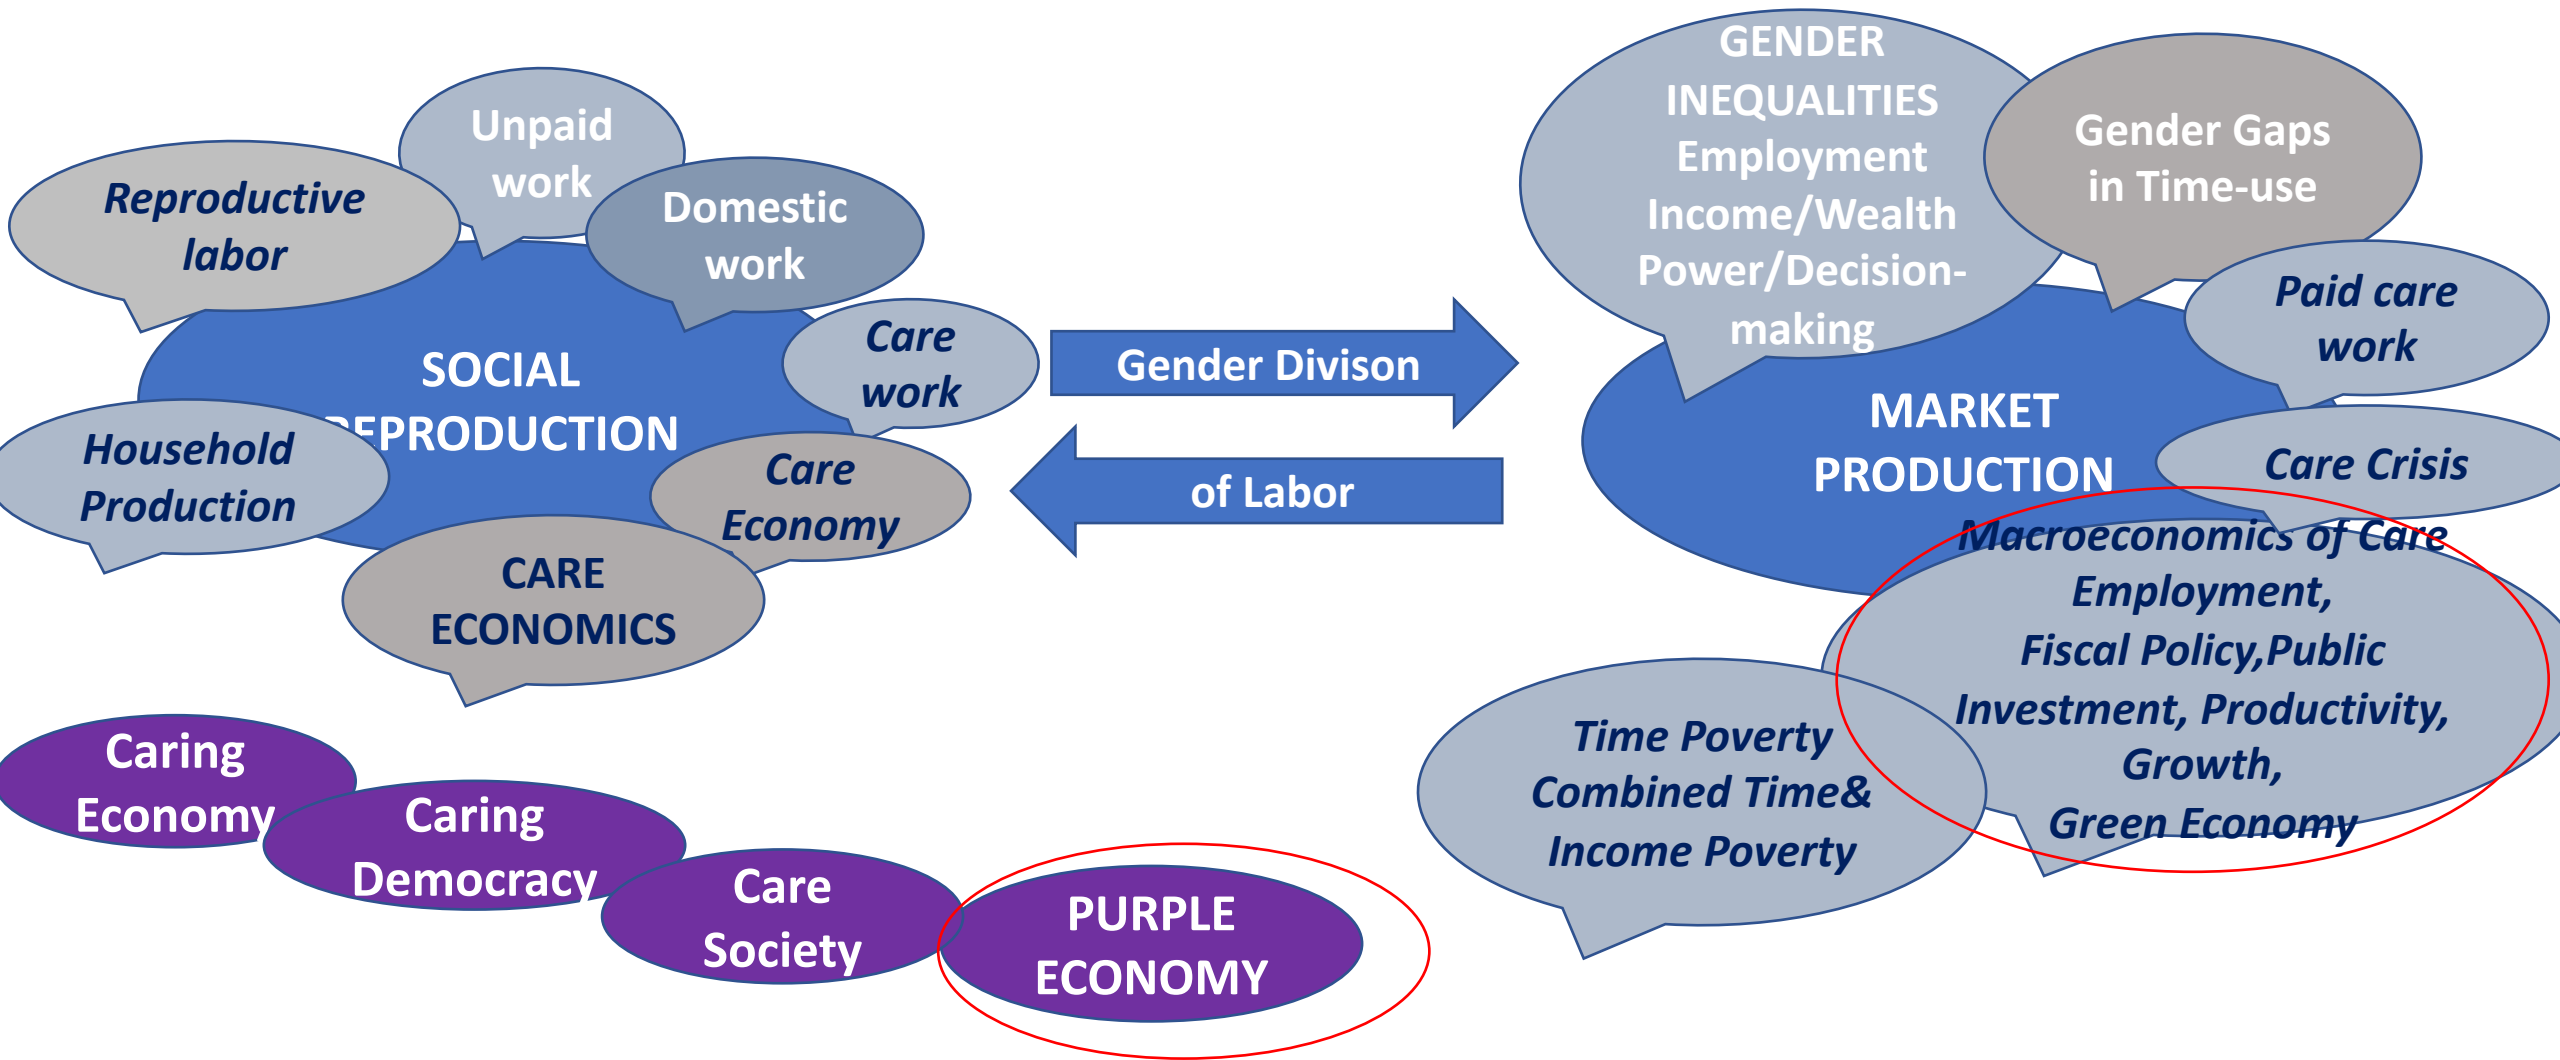 Unpaid
work
Reproductive
labor
Domestic
work
Care
work
SOCIAL
REPRODUCTION
Household
Production
Care
Economy
CARE
ECONOMICS
Gender Divison
of Labor
GENDER
INEQUALITIES
Employment
Income/Wealth
Power/Decision-
making
Gender Gaps
in Time-use
Paid care
work
MARKET
PRODUCTION
Care Crisis
Macroeconomics of Care
Employment,
Fiscal Policy,Public
Investment, Productivity,
Growth,
Green Economy
Time Poverty
Combined Time&
Income Poverty
Caring
Economy
Caring
Democracy
Care
Society
PURPLE
ECONOMY